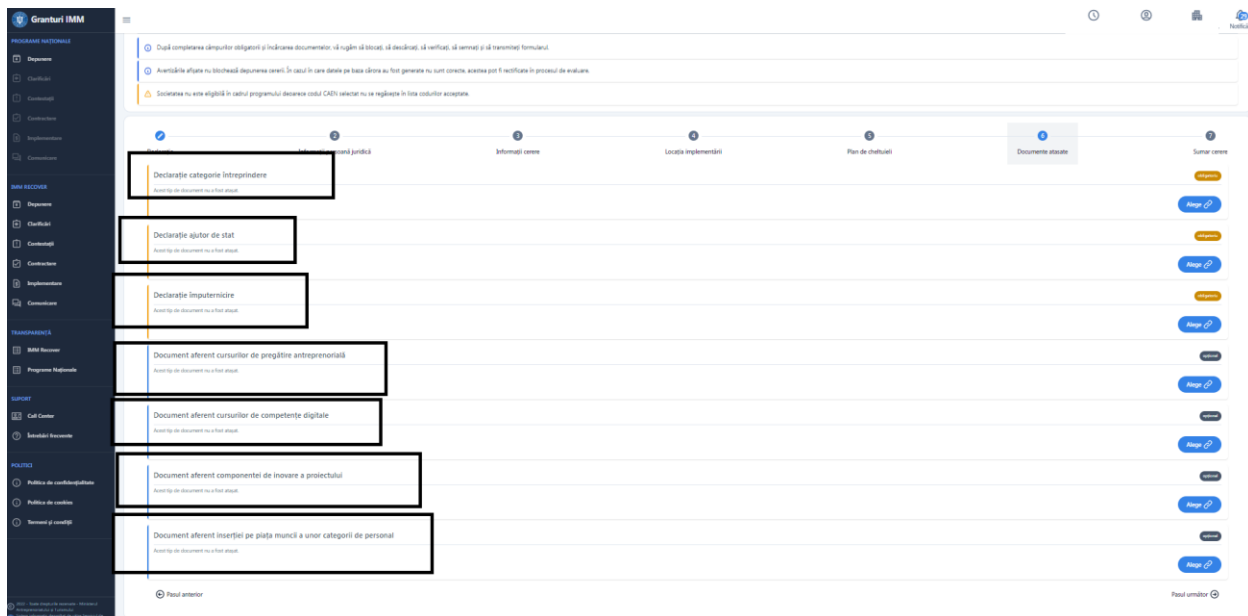 Granturi IMM
Notifică
PROGRAME NAȚIONALE
Depunere
Clarificări
Contestații
Contractare
Implementare
Comunicare
IMM RECOVER
Depunere
Clarificări
Contestații
Contractare
Implementare
Comunicare
TRANSPARENȚĂ
IMM Recover
Programe Naționale
SUPORT
Call Center
Întrebări frecvente
POLITICI
Politica de confidențialitate
Politica de cookies
Termeni și condiții
După completarea câmpurilor obligatorii și încărcarea documentelor, vă rugăm să blocați, să descărcați, să verificați, să semnați și să transmiteți formularul.
Avertizările afișate nu blochează depunerea cererii. În cazul în care datele pe baza cărora au fost generate nu sunt corecte, acestea pot fi rectificate în procesul de evaluare.
Societatea nu este eligibilă în cadrul programului deoarece codul CAEN selectat nu se regăsește în lista codurilor acceptate.
2 3 4 5 6 7
juridică
Informații cerere
Locația implementării
Plan de cheltuieli
Documente atașate
Sumar cerere
Declarație categorie întreprindere
obligatoriu
Acest tip de document nu a fost atașat.
Alege
Declarație ajutor de stat
obligatoriu
Acest tip de document nu a fost atașat.
Alege
Declarație împuternicire
obligatoriu
Acest tip de document nu a fost atașat.
Alege
Document aferent cursurilor de pregătire antreprenorială
opțional
Acest tip de document nu a fost atașat.
Alege
Document aferent cursurilor de competențe digitale
opțional
Acest tip de document nu a fost atașat.
Alege
Document aferent componentei de inovare a proiectului
opțional
Acest tip de document nu a fost atașat.
Alege
Document aferent inserției pe piața muncii a unor categorii de personal
opțional
Acest tip de document nu a fost atașat.
Alege
Pasul anterior
Pasul următor